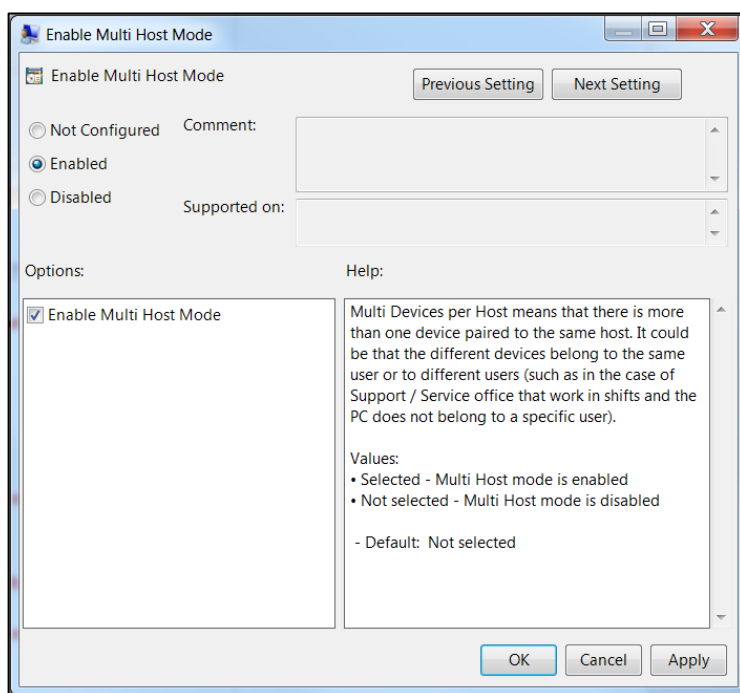 Enable Multi Host Mode
Enable Multi Host Mode
Previous Setting
Next Setting
Not Configured
Comment:
Enabled
Disabled
Supported on:
Options:
Help:
Enable Multi Host Mode
Multi Devices per Host means that there is more
than one device paired to the same host. It could
be that the different devices belong to the same
user or to different users (such as in the case of
Support / Service office that work in shifts and the
PC does not belong to a specific user).
Values:
• Selected - Multi Host mode is enabled
• Not selected - Multi Host mode is disabled
- Default:  Not selected
OK
Cancel
Apply